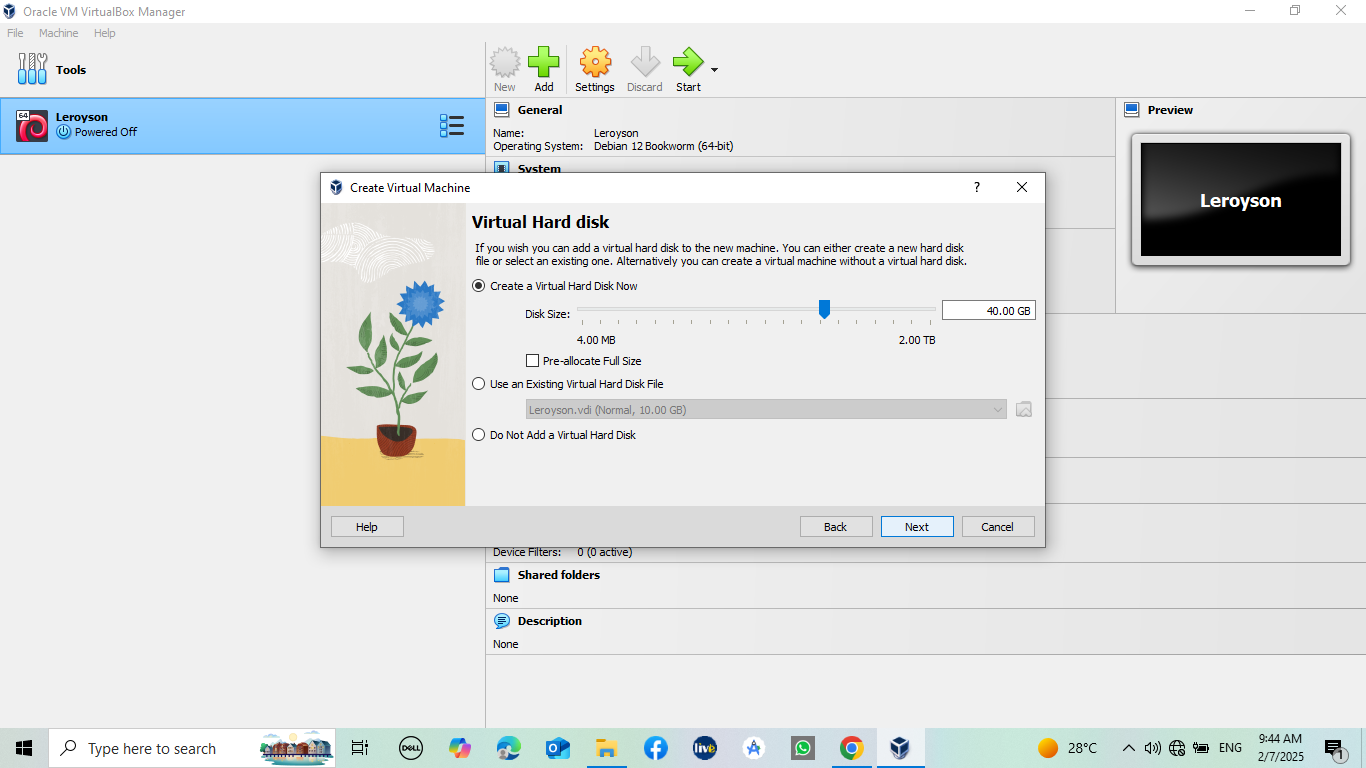 Oracle VM VirtualBox Manager
File Machine Help
Tools
64
Leroyson
Powered Off
New Add Settings Discard Start
General
Name: Leroyson
Operating System: Debian 12 Bookworm (64-bit)
System
Preview
Leroyson
Create Virtual Machine
?
Virtual Hard disk
If you wish you can add a virtual hard disk to the new machine. You can either create a new hard disk
file or select an existing one. Alternatively you can create a virtual machine without a virtual hard disk.
Create a Virtual Hard Disk Now
Disk Size: 40.00 GB
4.00 MB 2.00 TB
Pre-allocate Full Size
Use an Existing Virtual Hard Disk File
Leroyson.vdi (Normal, 10.00 GB)
Do Not Add a Virtual Hard Disk
Help Back Next Cancel
Device Filters: 0 (0 active)
Shared folders
None
Description
None
Type here to search
DELL
live
28°C
ENG
9:44 AM
2/7/2025
1